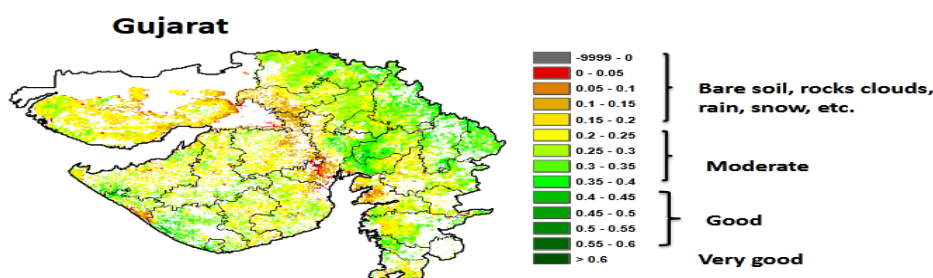 Gujarat
-9999 - 0
0 - 0.05
0.05 - 0.1
0.1 - 0.15
0.15 - 0.2
0.2 - 0.25
0.25 - 0.3
0.3 - 0.35
0.35 - 0.4
0.4 - 0.45
0.45 - 0.5
0.5 - 0.55
0.55 - 0.6
> 0.6
Bare soil, rocks clouds,
rain, snow, etc.
Moderate
Good
Very good